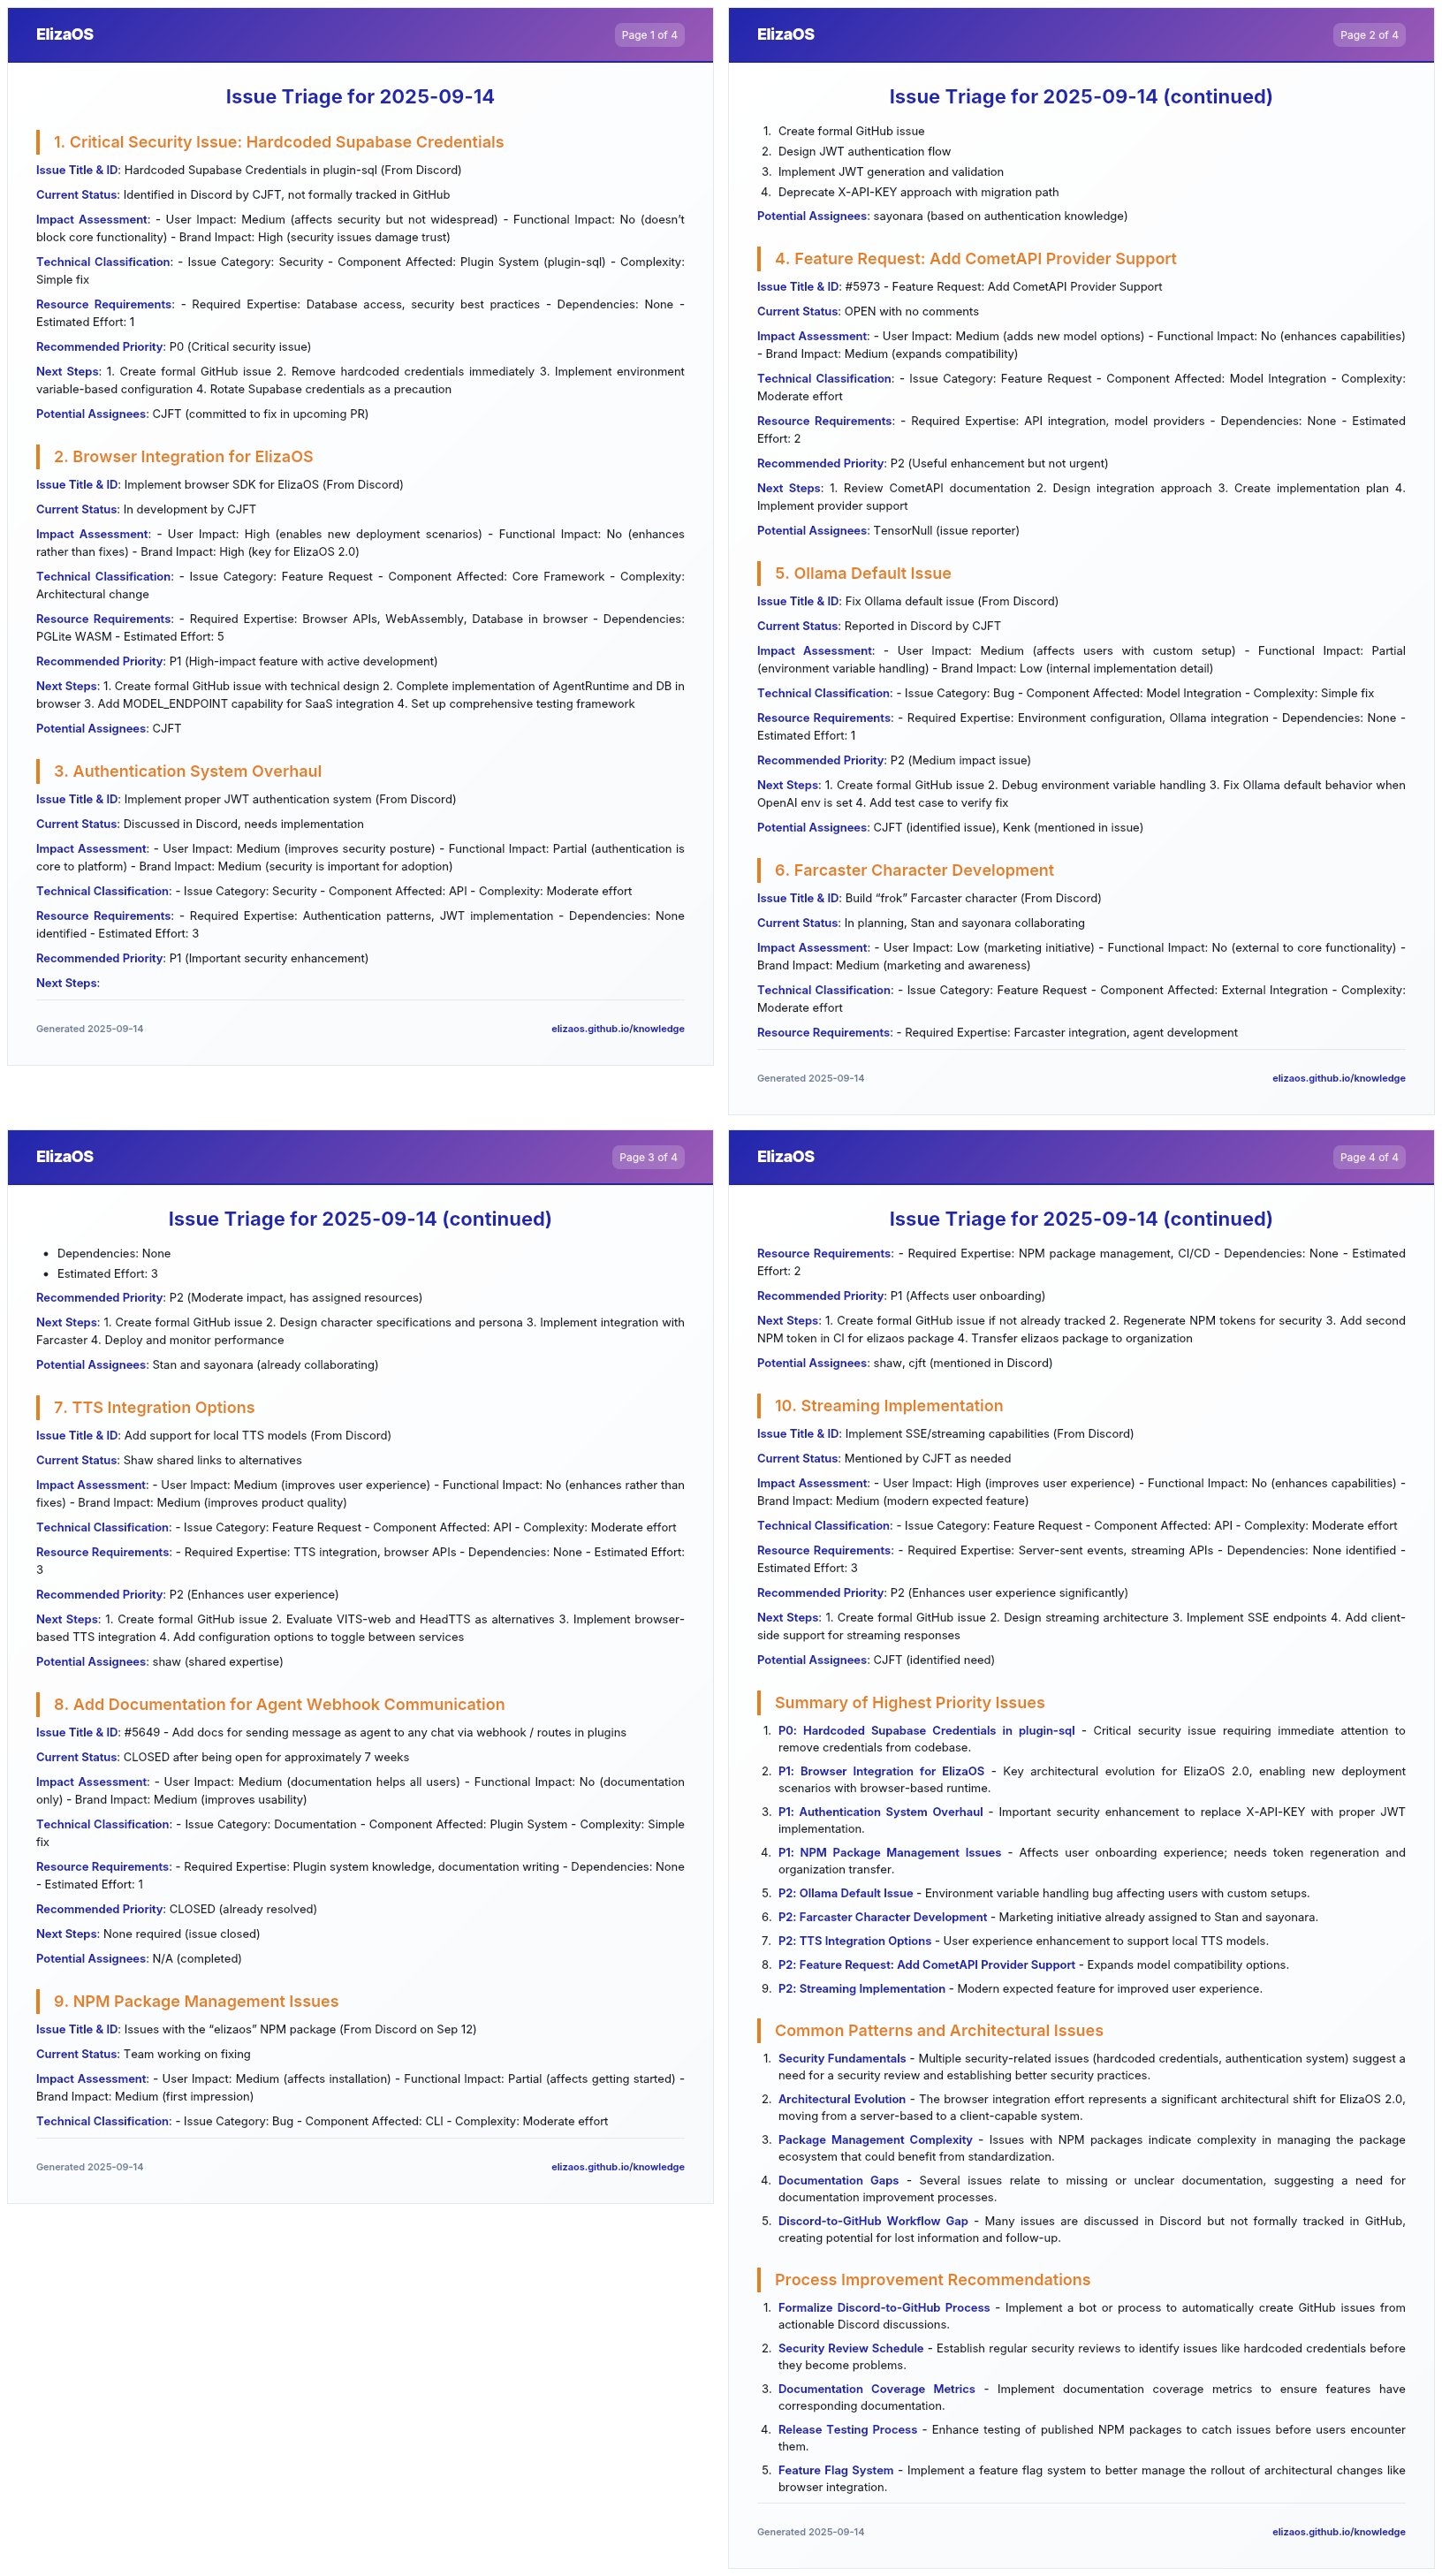 ElizaOS
Page 1 of 4
Issue Triage for 2025-09-14
1. Critical Security Issue: Hardcoded Supabase Credentials
Issue Title & ID: Hardcoded Supabase Credentials in plugin-sql (From Discord)
Current Status: Identified in Discord by CJFT, not formally tracked in GitHub
Impact Assessment: - User Impact: Medium (affects security but not widespread) - Functional Impact: No (doesn’t
block core functionality) - Brand Impact: High (security issues damage trust)
Technical Classification: - Issue Category: Security - Component Affected: Plugin System (plugin-sql) - Complexity:
Simple fix
Resource Requirements: - Required Expertise: Database access, security best practices - Dependencies: None -
Estimated Effort: 1
Recommended Priority: P0 (Critical security issue)
Next Steps: 1. Create formal GitHub issue 2. Remove hardcoded credentials immediately 3. Implement environment
variable-based configuration 4. Rotate Supabase credentials as a precaution
Potential Assignees: CJFT (committed to fix in upcoming PR)
2. Browser Integration for ElizaOS
Issue Title & ID: Implement browser SDK for ElizaOS (From Discord)
Current Status: In development by CJFT
Impact Assessment: - User Impact: High (enables new deployment scenarios) - Functional Impact: No (enhances
rather than fixes) - Brand Impact: High (key for ElizaOS 2.0)
Technical Classification: - Issue Category: Feature Request - Component Affected: Core Framework - Complexity:
Architectural change
Resource Requirements: - Required Expertise: Browser APIs, WebAssembly, Database in browser - Dependencies:
PGLite WASM - Estimated Effort: 5
Recommended Priority: P1 (High-impact feature with active development)
Next Steps: 1. Create formal GitHub issue with technical design 2. Complete implementation of AgentRuntime and DB in
browser 3. Add MODEL_ENDPOINT capability for SaaS integration 4. Set up comprehensive testing framework
Potential Assignees: CJFT
3. Authentication System Overhaul
Issue Title & ID: Implement proper JWT authentication system (From Discord)
Current Status: Discussed in Discord, needs implementation
Impact Assessment: - User Impact: Medium (improves security posture) - Functional Impact: Partial (authentication is
core to platform) - Brand Impact: Medium (security is important for adoption)
Technical Classification: - Issue Category: Security - Component Affected: API - Complexity: Moderate effort
Resource Requirements: - Required Expertise: Authentication patterns, JWT implementation - Dependencies: None
identified - Estimated Effort: 3
Recommended Priority: P1 (Important security enhancement)
Next Steps:
Generated 2025-09-14
elizaos.github.io/knowledge
ElizaOS
Page 2 of 4
Issue Triage for 2025-09-14 (continued)
1. Create formal GitHub issue
2. Design JWT authentication flow
3. Implement JWT generation and validation
4. Deprecate X-API-KEY approach with migration path
Potential Assignees: sayonara (based on authentication knowledge)
4. Feature Request: Add CometAPI Provider Support
Issue Title & ID: #5973 - Feature Request: Add CometAPI Provider Support
Current Status: OPEN with no comments
Impact Assessment: - User Impact: Medium (adds new model options) - Functional Impact: No (enhances capabilities)
- Brand Impact: Medium (expands compatibility)
Technical Classification: - Issue Category: Feature Request - Component Affected: Model Integration - Complexity:
Moderate effort
Resource Requirements: - Required Expertise: API integration, model providers - Dependencies: None - Estimated
Effort: 2
Recommended Priority: P2 (Useful enhancement but not urgent)
Next Steps: 1. Review CometAPI documentation 2. Design integration approach 3. Create implementation plan 4.
Implement provider support
Potential Assignees: TensorNull (issue reporter)
5. Ollama Default Issue
Issue Title & ID: Fix Ollama default issue (From Discord)
Current Status: Reported in Discord by CJFT
Impact Assessment: - User Impact: Medium (affects users with custom setup) - Functional Impact: Partial
(environment variable handling) - Brand Impact: Low (internal implementation detail)
Technical Classification: - Issue Category: Bug - Component Affected: Model Integration - Complexity: Simple fix
Resource Requirements: - Required Expertise: Environment configuration, Ollama integration - Dependencies: None -
Estimated Effort: 1
Recommended Priority: P2 (Medium impact issue)
Next Steps: 1. Create formal GitHub issue 2. Debug environment variable handling 3. Fix Ollama default behavior when
OpenAI env is set 4. Add test case to verify fix
Potential Assignees: CJFT (identified issue), Kenk (mentioned in issue)
6. Farcaster Character Development
Issue Title & ID: Build “frok” Farcaster character (From Discord)
Current Status: In planning, Stan and sayonara collaborating
Impact Assessment: - User Impact: Low (marketing initiative) - Functional Impact: No (external to core functionality) -
Brand Impact: Medium (marketing and awareness)
Technical Classification: - Issue Category: Feature Request - Component Affected: External Integration - Complexity:
Moderate effort
Resource Requirements: - Required Expertise: Farcaster integration, agent development
Generated 2025-09-14
elizaos.github.io/knowledge
ElizaOS
Page 3 of 4
Issue Triage for 2025-09-14 (continued)
• Dependencies: None
• Estimated Effort: 3
Recommended Priority: P2 (Moderate impact, has assigned resources)
Next Steps: 1. Create formal GitHub issue 2. Design character specifications and persona 3. Implement integration with
Farcaster 4. Deploy and monitor performance
Potential Assignees: Stan and sayonara (already collaborating)
7. TTS Integration Options
Issue Title & ID: Add support for local TTS models (From Discord)
Current Status: Shaw shared links to alternatives
Impact Assessment: - User Impact: Medium (improves user experience) - Functional Impact: No (enhances rather than
fixes) - Brand Impact: Medium (improves product quality)
Technical Classification: - Issue Category: Feature Request - Component Affected: API - Complexity: Moderate effort
Resource Requirements: - Required Expertise: TTS integration, browser APIs - Dependencies: None - Estimated Effort:
3
Recommended Priority: P2 (Enhances user experience)
Next Steps: 1. Create formal GitHub issue 2. Evaluate VITS-web and HeadTTS as alternatives 3. Implement browser-
based TTS integration 4. Add configuration options to toggle between services
Potential Assignees: shaw (shared expertise)
8. Add Documentation for Agent Webhook Communication
Issue Title & ID: #5649 - Add docs for sending message as agent to any chat via webhook / routes in plugins
Current Status: CLOSED after being open for approximately 7 weeks
Impact Assessment: - User Impact: Medium (documentation helps all users) - Functional Impact: No (documentation
only) - Brand Impact: Medium (improves usability)
Technical Classification: - Issue Category: Documentation - Component Affected: Plugin System - Complexity: Simple
fix
Resource Requirements: - Required Expertise: Plugin system knowledge, documentation writing - Dependencies: None
- Estimated Effort: 1
Recommended Priority: CLOSED (already resolved)
Next Steps: None required (issue closed)
Potential Assignees: N/A (completed)
9. NPM Package Management Issues
Issue Title & ID: Issues with the “elizaos” NPM package (From Discord on Sep 12)
Current Status: Team working on fixing
Impact Assessment: - User Impact: Medium (affects installation) - Functional Impact: Partial (affects getting started) -
Brand Impact: Medium (first impression)
Technical Classification: - Issue Category: Bug - Component Affected: CLI - Complexity: Moderate effort
Generated 2025-09-14
elizaos.github.io/knowledge
ElizaOS
Page 4 of 4
Issue Triage for 2025-09-14 (continued)
Resource Requirements: - Required Expertise: NPM package management, CI/CD - Dependencies: None - Estimated
Effort: 2
Recommended Priority: P1 (Affects user onboarding)
Next Steps: 1. Create formal GitHub issue if not already tracked 2. Regenerate NPM tokens for security 3. Add second
NPM token in CI for elizaos package 4. Transfer elizaos package to organization
Potential Assignees: shaw, cjft (mentioned in Discord)
10. Streaming Implementation
Issue Title & ID: Implement SSE/streaming capabilities (From Discord)
Current Status: Mentioned by CJFT as needed
Impact Assessment: - User Impact: High (improves user experience) - Functional Impact: No (enhances capabilities) -
Brand Impact: Medium (modern expected feature)
Technical Classification: - Issue Category: Feature Request - Component Affected: API - Complexity: Moderate effort
Resource Requirements: - Required Expertise: Server-sent events, streaming APIs - Dependencies: None identified -
Estimated Effort: 3
Recommended Priority: P2 (Enhances user experience significantly)
Next Steps: 1. Create formal GitHub issue 2. Design streaming architecture 3. Implement SSE endpoints 4. Add client-
side support for streaming responses
Potential Assignees: CJFT (identified need)
Summary of Highest Priority Issues
1. P0: Hardcoded Supabase Credentials in plugin-sql - Critical security issue requiring immediate attention to
remove credentials from codebase.
2. P1: Browser Integration for ElizaOS - Key architectural evolution for ElizaOS 2.0, enabling new deployment
scenarios with browser-based runtime.
3. P1: Authentication System Overhaul - Important security enhancement to replace X-API-KEY with proper JWT
implementation.
4. P1: NPM Package Management Issues - Affects user onboarding experience; needs token regeneration and
organization transfer.
5. P2: Ollama Default Issue - Environment variable handling bug affecting users with custom setups.
6. P2: Farcaster Character Development - Marketing initiative already assigned to Stan and sayonara.
7. P2: TTS Integration Options - User experience enhancement to support local TTS models.
8. P2: Feature Request: Add CometAPI Provider Support - Expands model compatibility options.
9. P2: Streaming Implementation - Modern expected feature for improved user experience.
Common Patterns and Architectural Issues
1. Security Fundamentals - Multiple security-related issues (hardcoded credentials, authentication system) suggest a
need for a security review and establishing better security practices.
2. Architectural Evolution - The browser integration effort represents a significant architectural shift for ElizaOS 2.0,
moving from a server-based to a client-capable system.
3. Package Management Complexity - Issues with NPM packages indicate complexity in managing the package
ecosystem that could benefit from standardization.
4. Documentation Gaps - Several issues relate to missing or unclear documentation, suggesting a need for
documentation improvement processes.
5. Discord-to-GitHub Workflow Gap - Many issues are discussed in Discord but not formally tracked in GitHub,
creating potential for lost information and follow-up.
Process Improvement Recommendations
1. Formalize Discord-to-GitHub Process - Implement a bot or process to automatically create GitHub issues from
actionable Discord discussions.
2. Security Review Schedule - Establish regular security reviews to identify issues like hardcoded credentials before
they become problems.
3. Documentation Coverage Metrics - Implement documentation coverage metrics to ensure features have
corresponding documentation.
4. Release Testing Process - Enhance testing of published NPM packages to catch issues before users encounter
them.
5. Feature Flag System - Implement a feature flag system to better manage the rollout of architectural changes like
browser integration.
Generated 2025-09-14
elizaos.github.io/knowledge